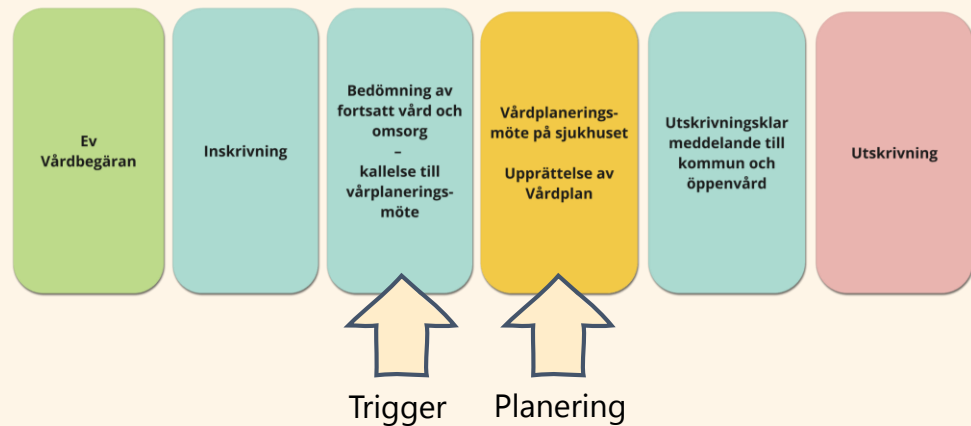 Ev
Vårdbegäran
Inskrivning
Bedömning av
fortsatt vård och
omsorg
–
kallelse till
vårplanerings-
möte
Vårdplanerings-
möte på sjukhuset
Upprättelse av
Vårdplan
Utskrivningsklar
meddelande till
kommun och
öppenvård
Utskrivning
Trigger
Planering